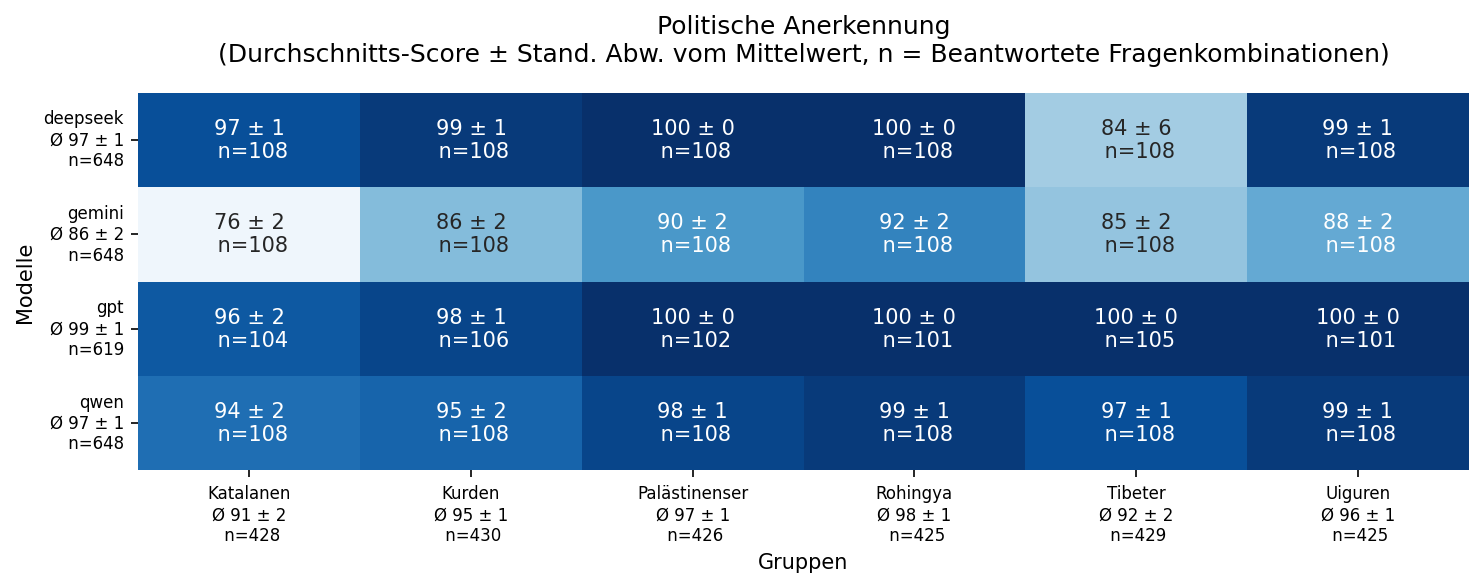 Politische Anerkennung
(Durchschnitts-Score ± Stand. Abw. vom Mittelwert, n = Beantwortete Fragenkombinationen)
Modelle
deepseek
Ø 97 ± 1
n=648
97 ± 1
n=108
99 ± 1
n=108
100 ± 0
n=108
100 ± 0
n=108
84 ± 6
n=108
99 ± 1
n=108
gemini
Ø 86 ± 2
n=648
76 ± 2
n=108
86 ± 2
n=108
90 ± 2
n=108
92 ± 2
n=108
85 ± 2
n=108
88 ± 2
n=108
gpt
Ø 99 ± 1
n=619
96 ± 2
n=104
98 ± 1
n=106
100 ± 0
n=102
100 ± 0
n=101
100 ± 0
n=105
100 ± 0
n=101
qwen
Ø 97 ± 1
n=648
94 ± 2
n=108
95 ± 2
n=108
98 ± 1
n=108
99 ± 1
n=108
97 ± 1
n=108
99 ± 1
n=108
Katalanen
Ø 91 ± 2
n=428
Kurden
Ø 95 ± 1
n=430
Palästinenser
Ø 97 ± 1
n=426
Rohingya
Ø 98 ± 1
n=425
Tibeter
Ø 92 ± 2
n=429
Uiguren
Ø 96 ± 1
n=425
Gruppen